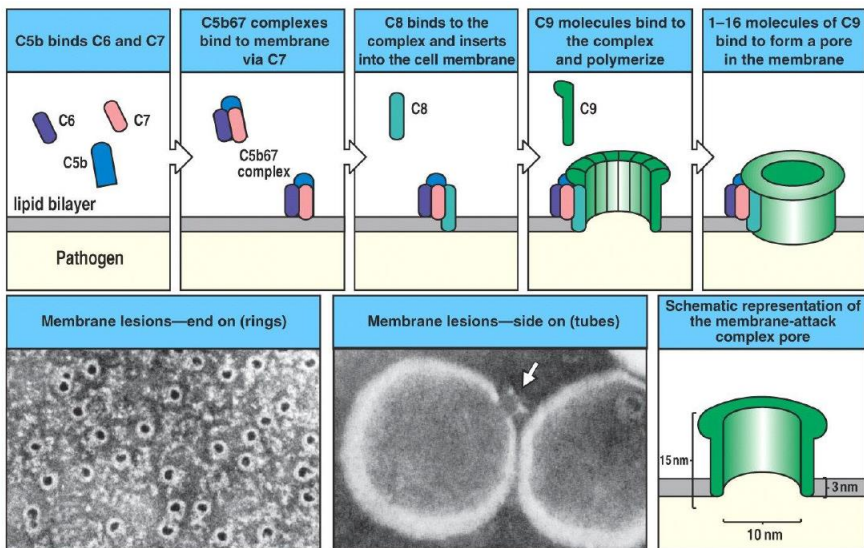 C5b binds C6 and C7
C6
C7
C5b
lipid bilayer
Pathogen
C5b67 complexes
bind to membrane
via C7
C5b67
complex
C8 binds to the
complex and inserts
into the cell membrane
C8
C9 molecules bind to
the complex
and polymerize
C9
1–16 molecules of C9
bind to form a pore
in the membrane
Membrane lesions—end on (rings)
Membrane lesions—side on (tubes)
Schematic representation of
the membrane-attack
complex pore
15 nm
3 nm
10 nm